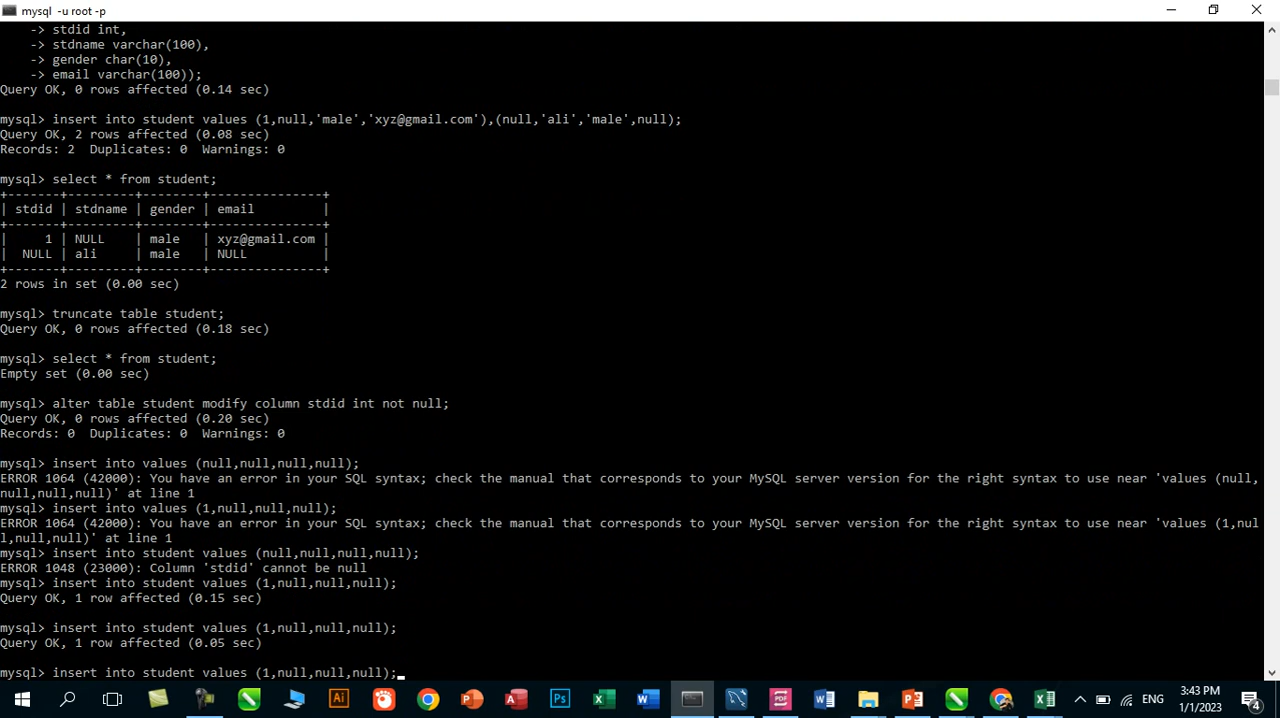 mysql -u root -p
-> stdid int,
-> stdname varchar(100),
-> gender char(10),
-> email varchar(100));
Query OK, 0 rows affected (0.14 sec)
mysql> insert into student values (1,null,'male','xyz@gmail.com'),(null,'ali','male',null);
Query OK, 2 rows affected (0.08 sec)
Records: 2  Duplicates: 0  Warnings: 0
mysql> select * from student;
+-------+---------+--------+---------------+
| stdid | stdname | gender | email         |
+-------+---------+--------+---------------+
|     1 | NULL    | male   | xyz@gmail.com |
|  NULL | ali     | male   | NULL          |
+-------+---------+--------+---------------+
2 rows in set (0.00 sec)
mysql> truncate table student;
Query OK, 0 rows affected (0.18 sec)
mysql> select * from student;
Empty set (0.00 sec)
mysql> alter table student modify column stdid int not null;
Query OK, 0 rows affected (0.20 sec)
Records: 0  Duplicates: 0  Warnings: 0
mysql> insert into values (null,null,null,null);
ERROR 1064 (42000): You have an error in your SQL syntax; check the manual that corresponds to your MySQL server version for the right syntax to use near 'values (null,
null,null,null)' at line 1
mysql> insert into values (1,null,null,null);
ERROR 1064 (42000): You have an error in your SQL syntax; check the manual that corresponds to your MySQL server version for the right syntax to use near 'values (1,nul
l,null,null)' at line 1
mysql> insert into student values (null,null,null,null);
ERROR 1048 (23000): Column 'stdid' cannot be null
mysql> insert into student values (1,null,null,null);
Query OK, 1 row affected (0.15 sec)
mysql> insert into student values (1,null,null,null);
Query OK, 1 row affected (0.05 sec)
mysql> insert into student values (1,null,null,null);_
Ai Ps PDF ENG 3:43 PM
1/1/2023 4